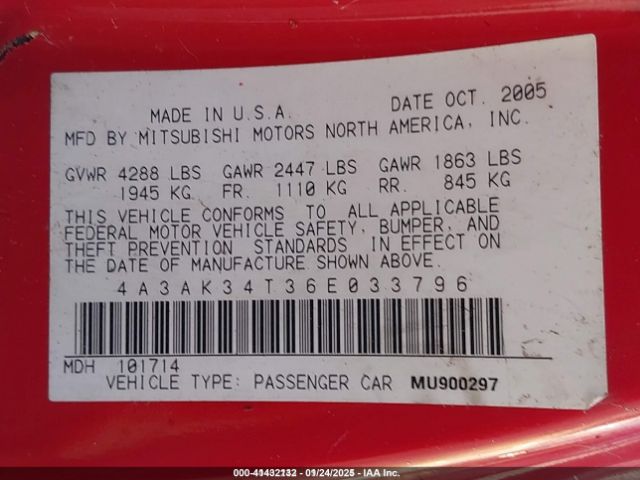 MADE IN U.S.A. DATE OCT. 2005
MFD BY MITSUBISHI MOTORS NORTH AMERICA, INC.
GVWR 4288 LBS GAWR 2447 LBS GAWR 1863 LBS
1945 KG FR. 1110 KG RR. 845 KG
THIS VEHICLE CONFORMS TO ALL APPLICABLE
FEDERAL MOTOR VEHICLE SAFETY, BUMPER, AND
THEFT PREVENTION STANDARDS IN EFFECT ON
THE DATE OF MANUFACTURE SHOWN ABOVE.
4A3AK34T36E033796
MDH 101714
VEHICLE TYPE: PASSENGER CAR MU900297
01/24/2025 - IAA Inc.